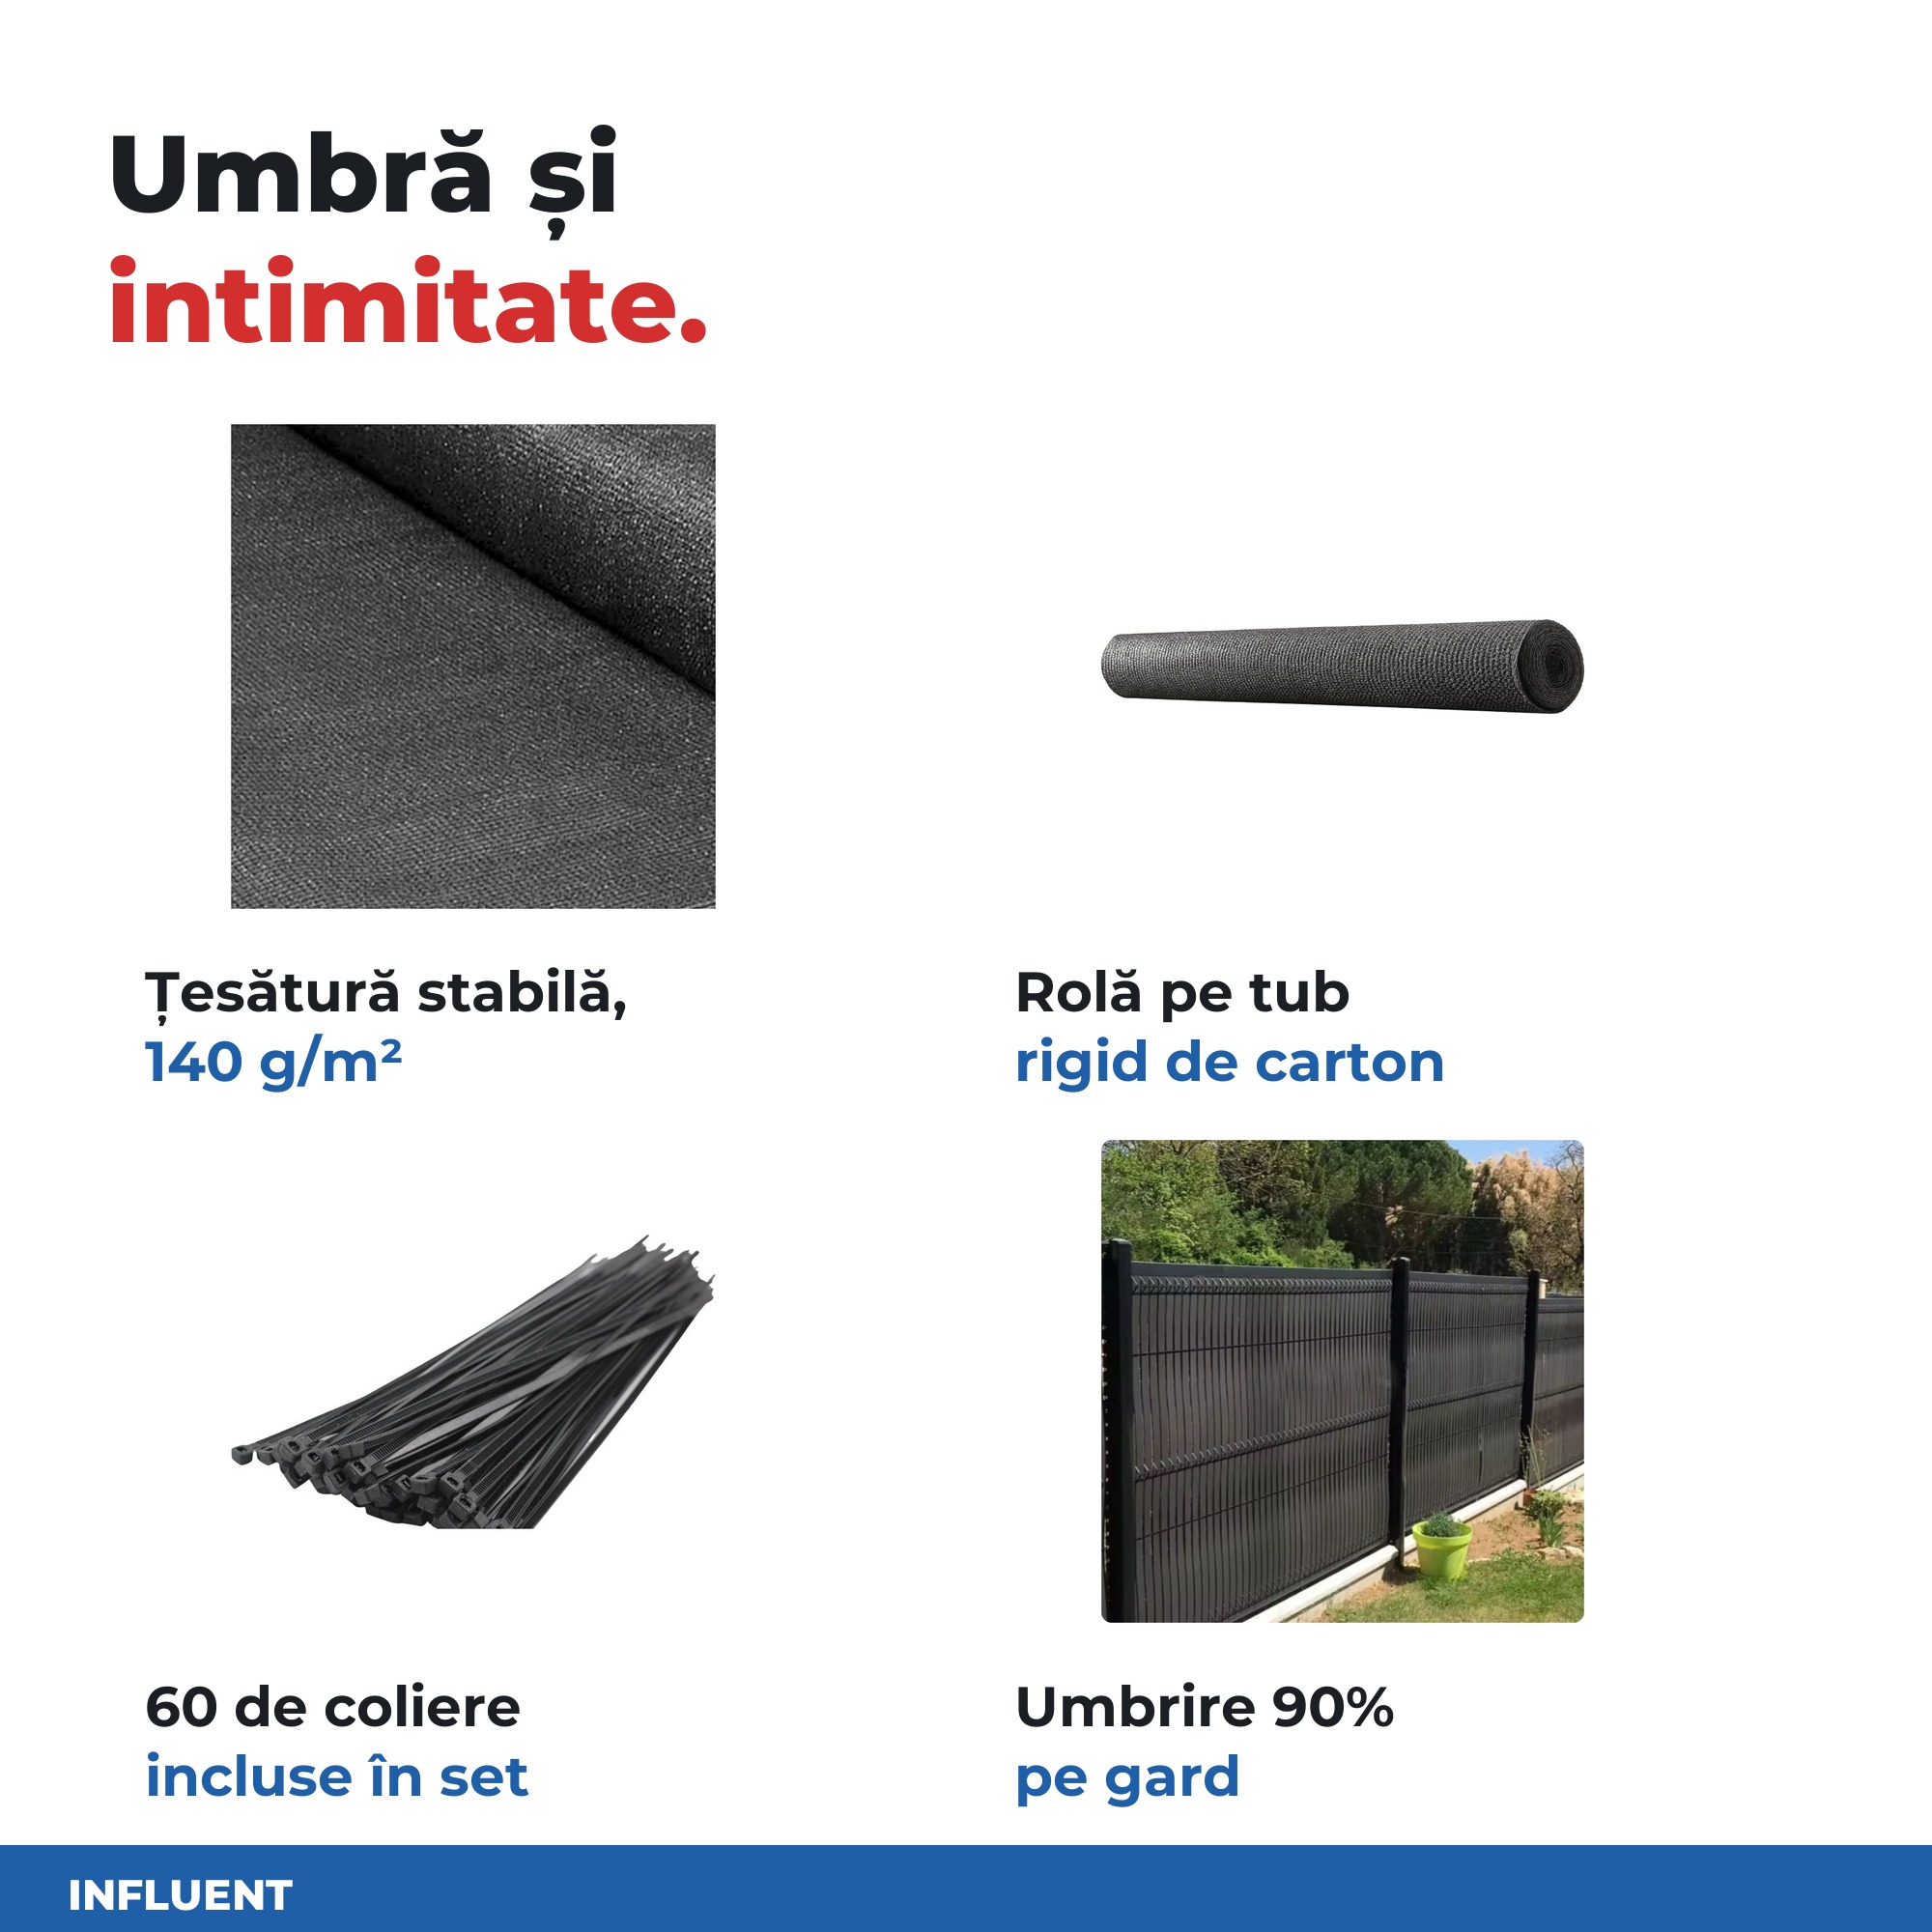 Umbră și
intimitate.
Țesătură stabilă,
140 g/m²
Rolă pe tub
rigid de carton
60 de coliere
incluse în set
Umbrire 90%
pe gard
INFLUENT